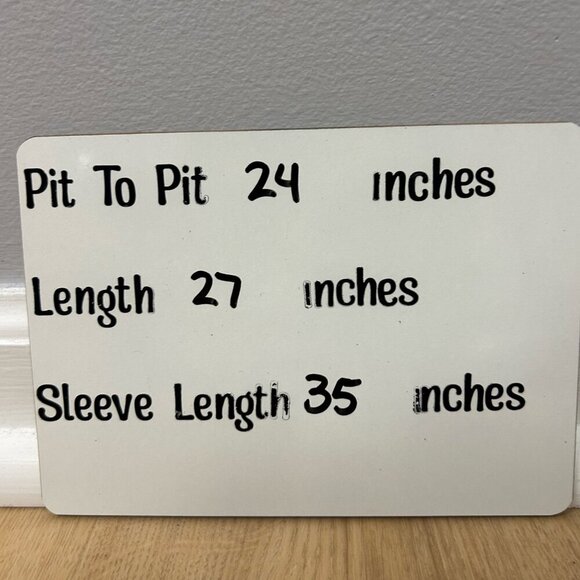 Pit To Pit 24 inches
Length 27 inches
Sleeve Length 35 inches